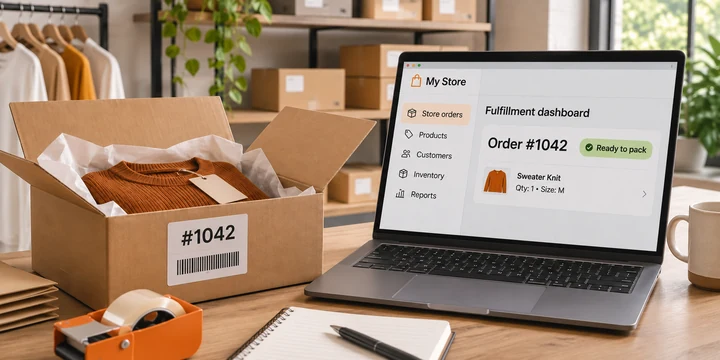 #1042
My Store
Store orders
Products
Customers
Inventory
Reports
Fulfillment dashboard
Order #1042
Ready to pack
Sweater Knit
Qty: 1 • Size: M